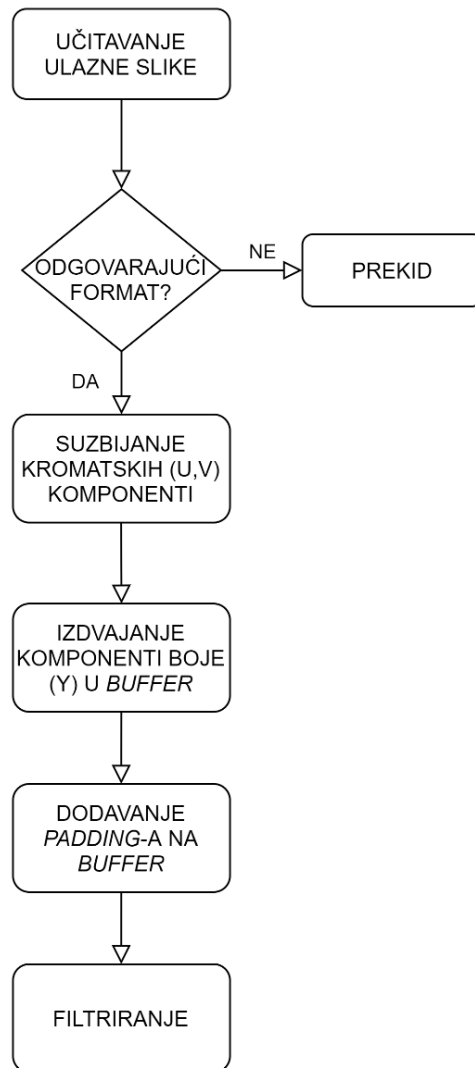 UČITAVANJE
ULAZNE SLIKE
ODGOVARAJUĆI
FORMAT?
NE
PREKID
DA
SUZBIJANJE
KROMATSKIH (U,V)
KOMPONENTI
IZDVAJANJE
KOMPONENTI BOJE
(Y) U BUFFER
DODAVANJE
PADDING-A NA
BUFFER
FILTRIRANJE